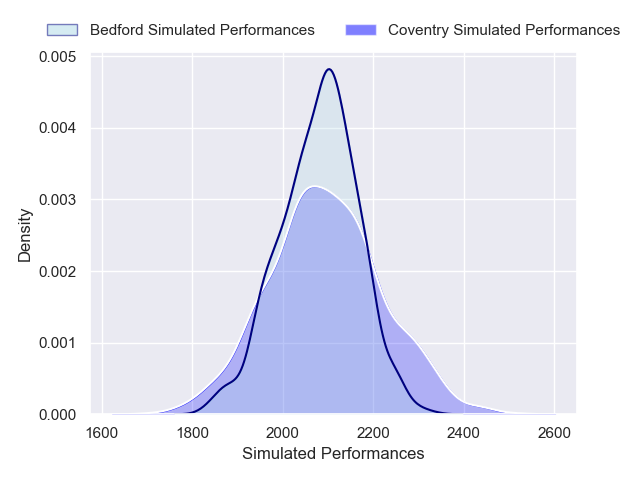 Bedford Simulated Performances Coventry Simulated Performances
0.005
0.004
0.003
0.002
0.001
0.000
Density
1600 1800 2000 2200 2400 2600
Simulated Performances